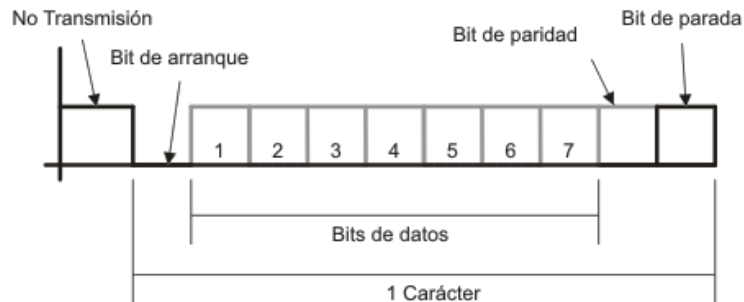 No Transmisión
Bit de arranque
Bit de paridad
Bit de parada
1 2 3 4 5 6 7
Bits de datos
1 Carácter